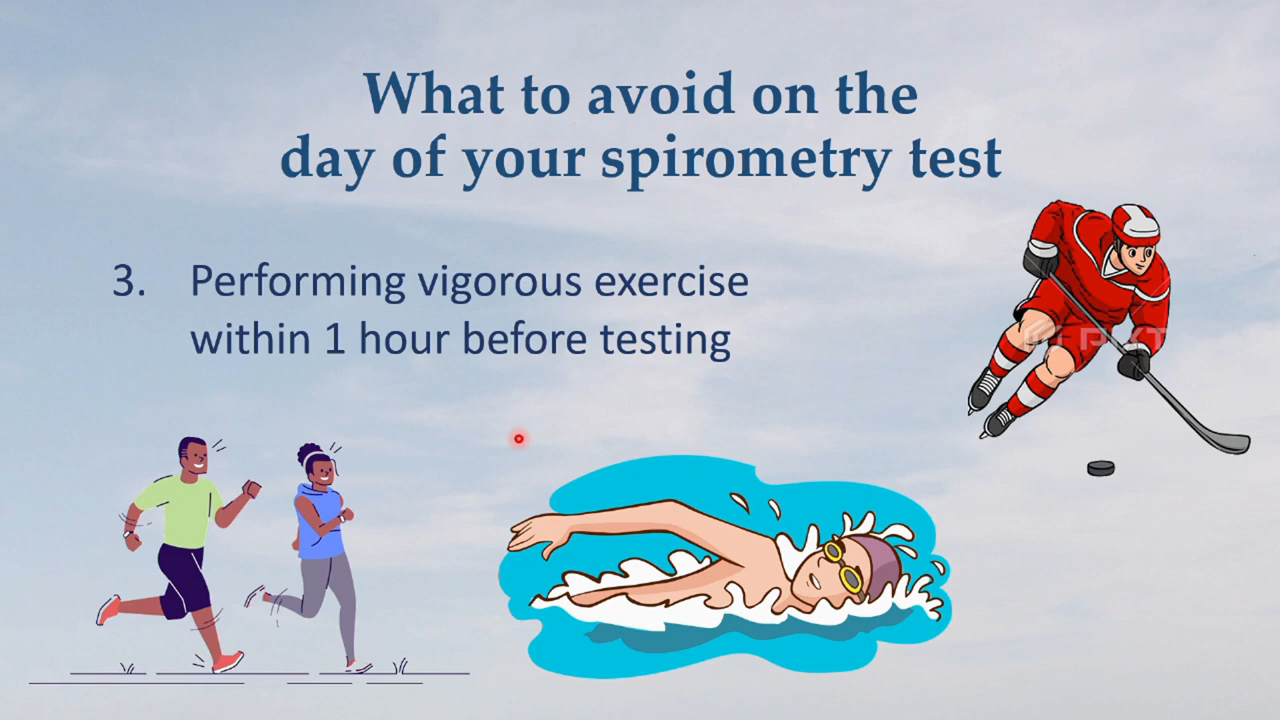 What to avoid on the
day of your spirometry test
3. Performing vigorous exercise
within 1 hour before testing